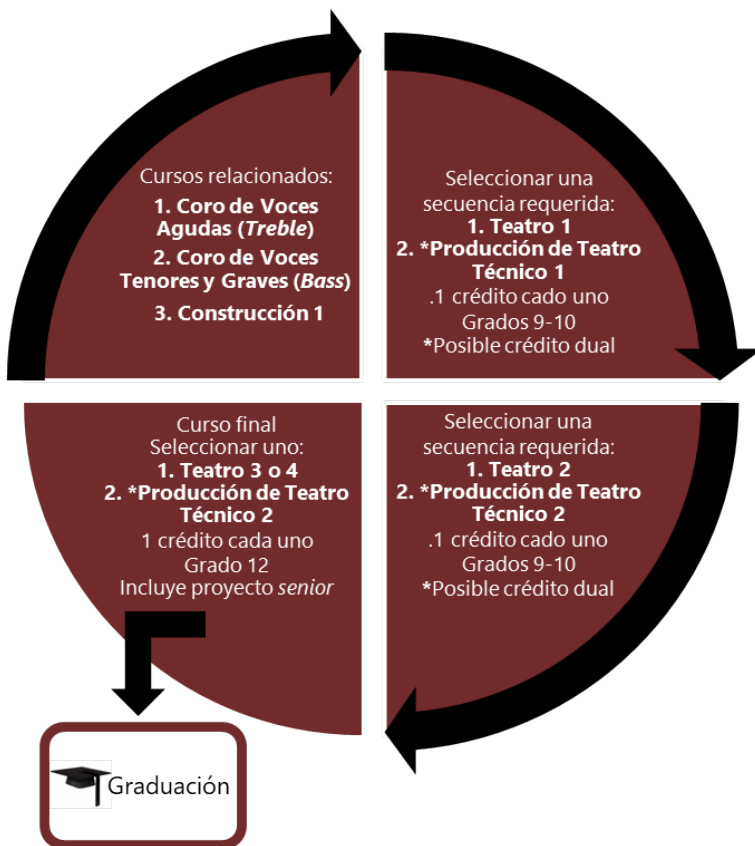 Cursos relacionados:
1. Coro de Voces
Agudas (Treble)
2. Coro de Voces
Tenores y Graves (Bass)
3. Construcción 1
Seleccionar una
secuencia requerida:
1. Teatro 1
2. *Producción de Teatro
Técnico 1
.1 crédito cado uno
Grados 9-10
*Posible crédito dual
Seleccionar una
secuencia requerida:
1. Teatro 2
2. *Producción de Teatro
Técnico 2
.1 crédito cado uno
Grados 9-10
*Posible crédito dual
Curso final
Seleccionar uno:
1. Teatro 3 o 4
2. *Producción de Teatro
Técnico 2
1 crédito cada uno
Grado 12
Incluye proyecto senior
Graduación